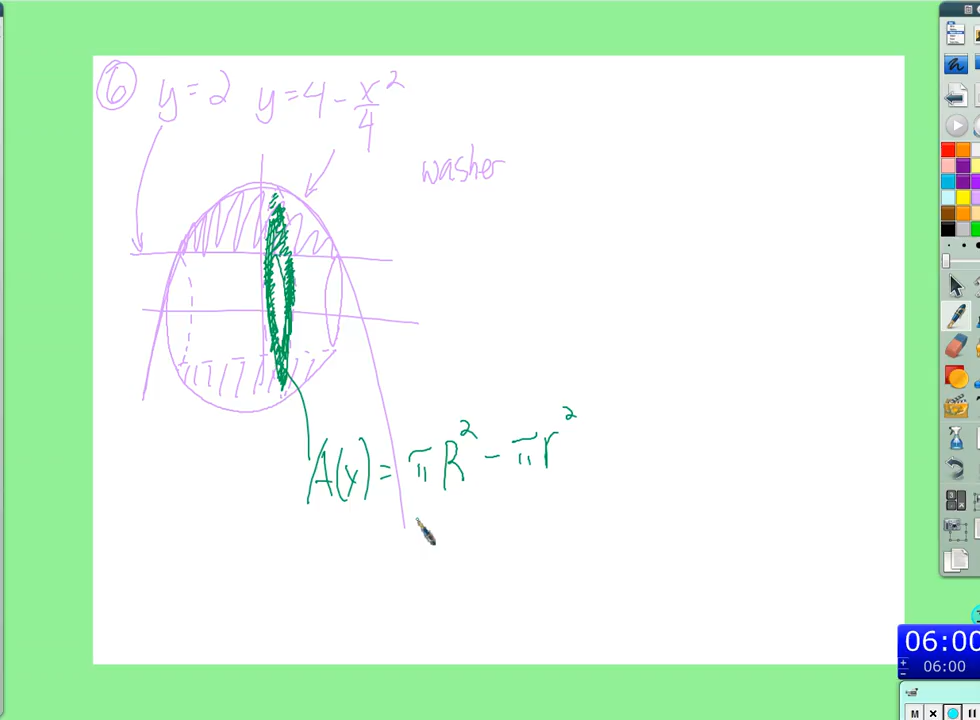 ⑥ y = 2 y = 4 - x²/4
washer
A(x) = πR² - πr²
06:00
06:00
M